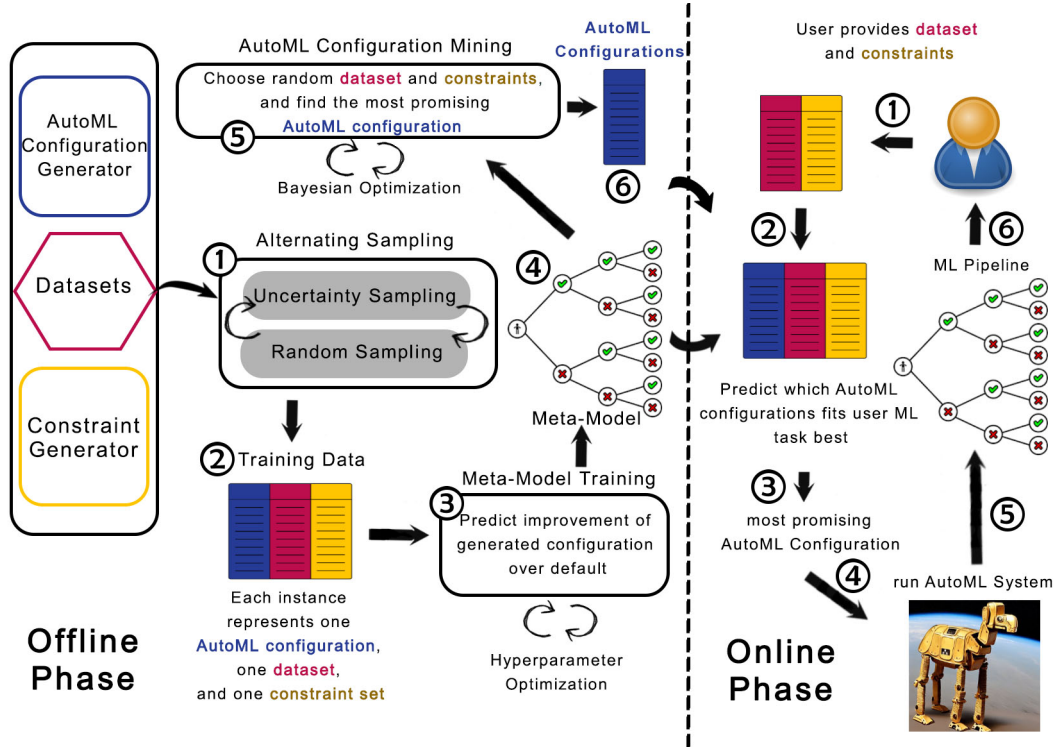 AutoML
Configuration
Generator
Datasets
Constraint
Generator
Offline
Phase
AutoML Configuration Mining
Choose random dataset and constraints,
and find the most promising
AutoML configuration
5
Bayesian Optimization
AutoML
Configurations
6
Alternating Sampling
1
Uncertainty Sampling
Random Sampling
2 Training Data
Each instance
represents one
AutoML configuration,
one dataset,
and one constraint set
Meta-Model Training
3
Predict improvement of
generated configuration
over default
Hyperparameter
Optimization
4
Meta-Model
User provides dataset
and constraints
1
2
Predict which AutoML
configurations fits user ML
task best
3
most promising
AutoML Configuration
4
run AutoML System
5
ML Pipeline
6
Online
Phase